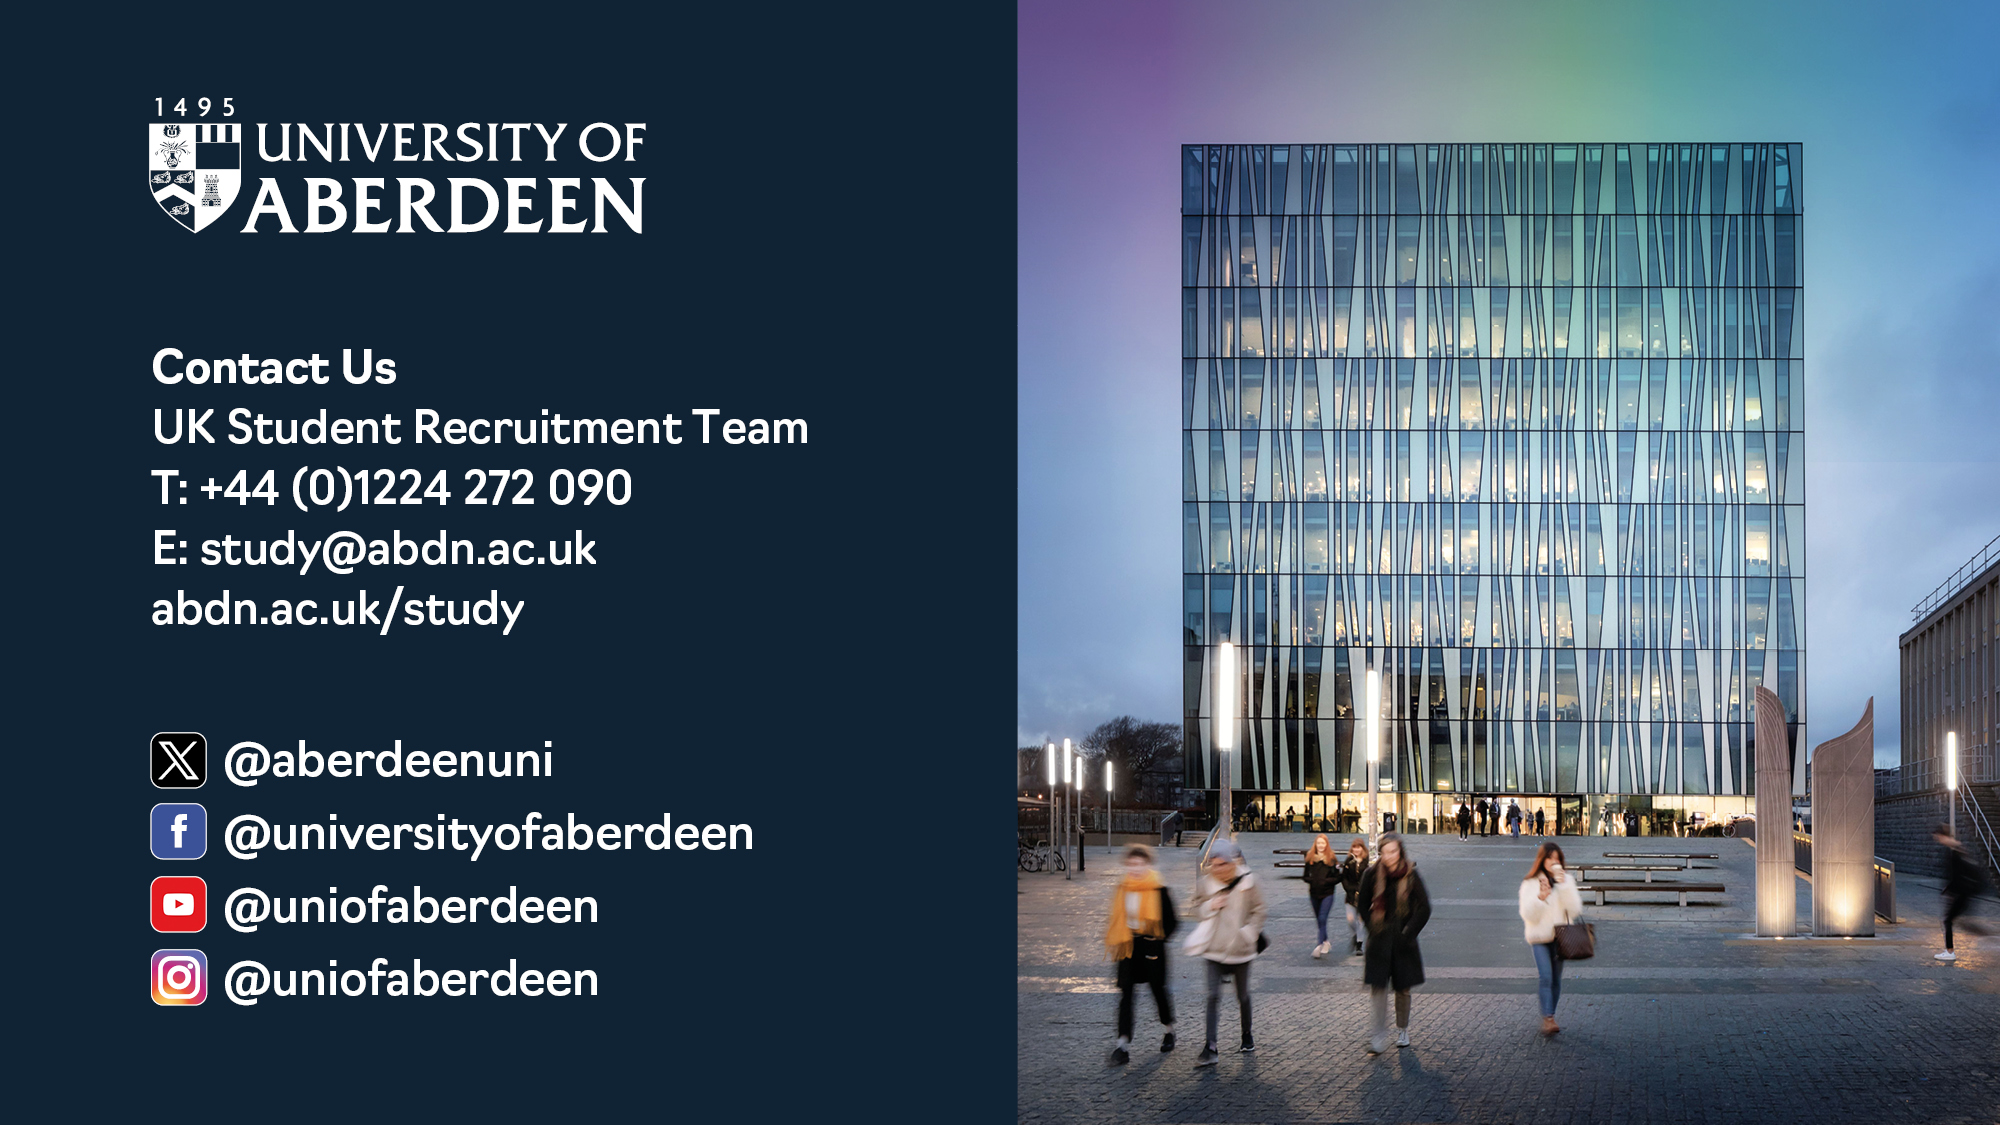 1495
UNIVERSITY OF
ABERDEEN
Contact Us
UK Student Recruitment Team
T: +44 (0)1224 272 090
E: study@abdn.ac.uk
abdn.ac.uk/study
@aberdeenuni
@universityofaberdeen
@uniofaberdeen
@uniofaberdeen